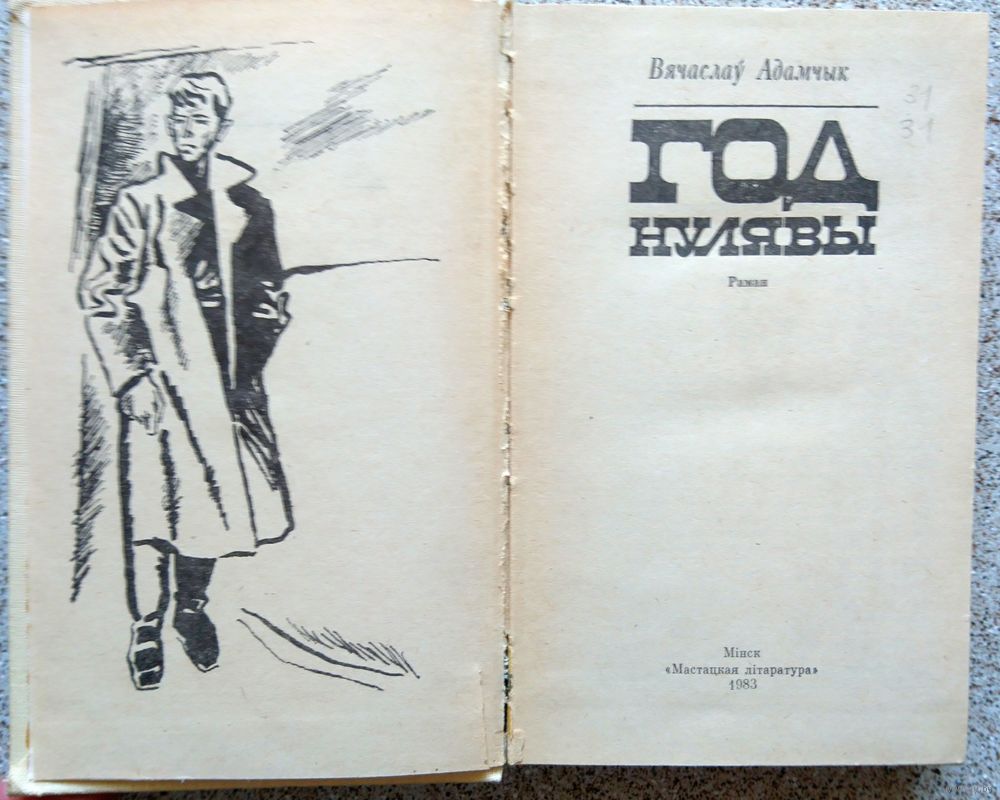 Вячаслаў Адамчык
31
31
ГОД
НУЛЯВЫ
Раман
Мінск
«Мастацкая літаратура»
1983